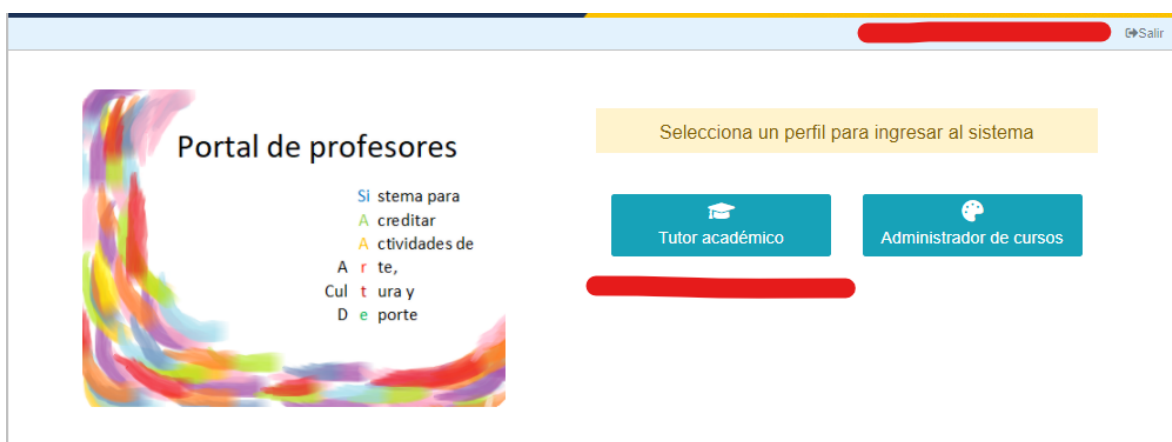 Salir
Portal de profesores
Si stema para
A creditar
A ctividades de
A r te,
Cul t ura y
D e porte
Selecciona un perfil para ingresar al sistema
Tutor académico
Administrador de cursos